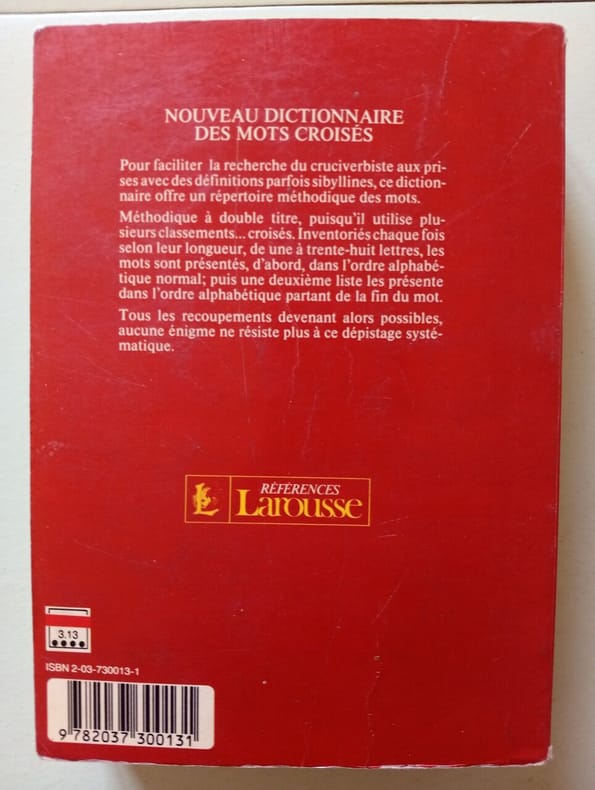 NOUVEAU DICTIONNAIRE
DES MOTS CROISÉS
Pour faciliter la recherche du cruciverbiste aux pri-
ses avec des définitions parfois sibyllines, ce diction-
naire offre un répertoire méthodique des mots.
Méthodique à double titre, puisqu'il utilise plu-
sieurs classements... croisés. Inventoriés chaque fois
selon leur longueur, de une à trente-huit lettres, les
mots sont présentés, d'abord, dans l'ordre alphabé-
tique normal; puis une deuxième liste les présente
dans l'ordre alphabétique partant de la fin du mot.
Tous les recoupements devenant alors possibles,
aucune énigme ne résiste plus à ce dépistage systé-
matique.
RÉFÉRENCES
Larousse
3.13
ISBN 2-03-730013-1
9 782037 300131